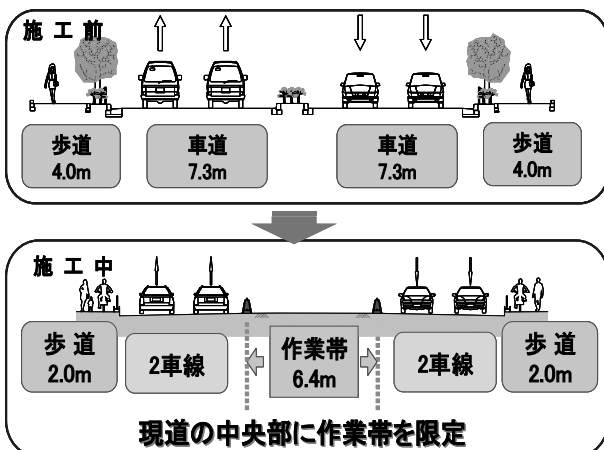 施工前
歩道
4.0m
車道
7.3m
車道
7.3m
歩道
4.0m
施工中
歩道
2.0m
2車線
作業帯
6.4m
2車線
歩道
2.0m
現道の中央部に作業帯を限定